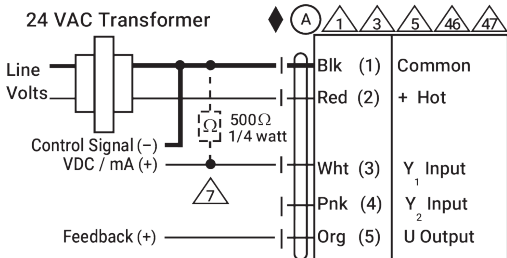 24 VAC Transformer
A 1 3 5 46 47
Line
Volts
Blk (1) Common
Red (2) + Hot
Ω 500Ω
1/4 watt
Control Signal (−)
VDC / mA (+)
7
Wht (3) Y1 Input
Pnk (4) Y2 Input
Feedback (+)
Org (5) U Output